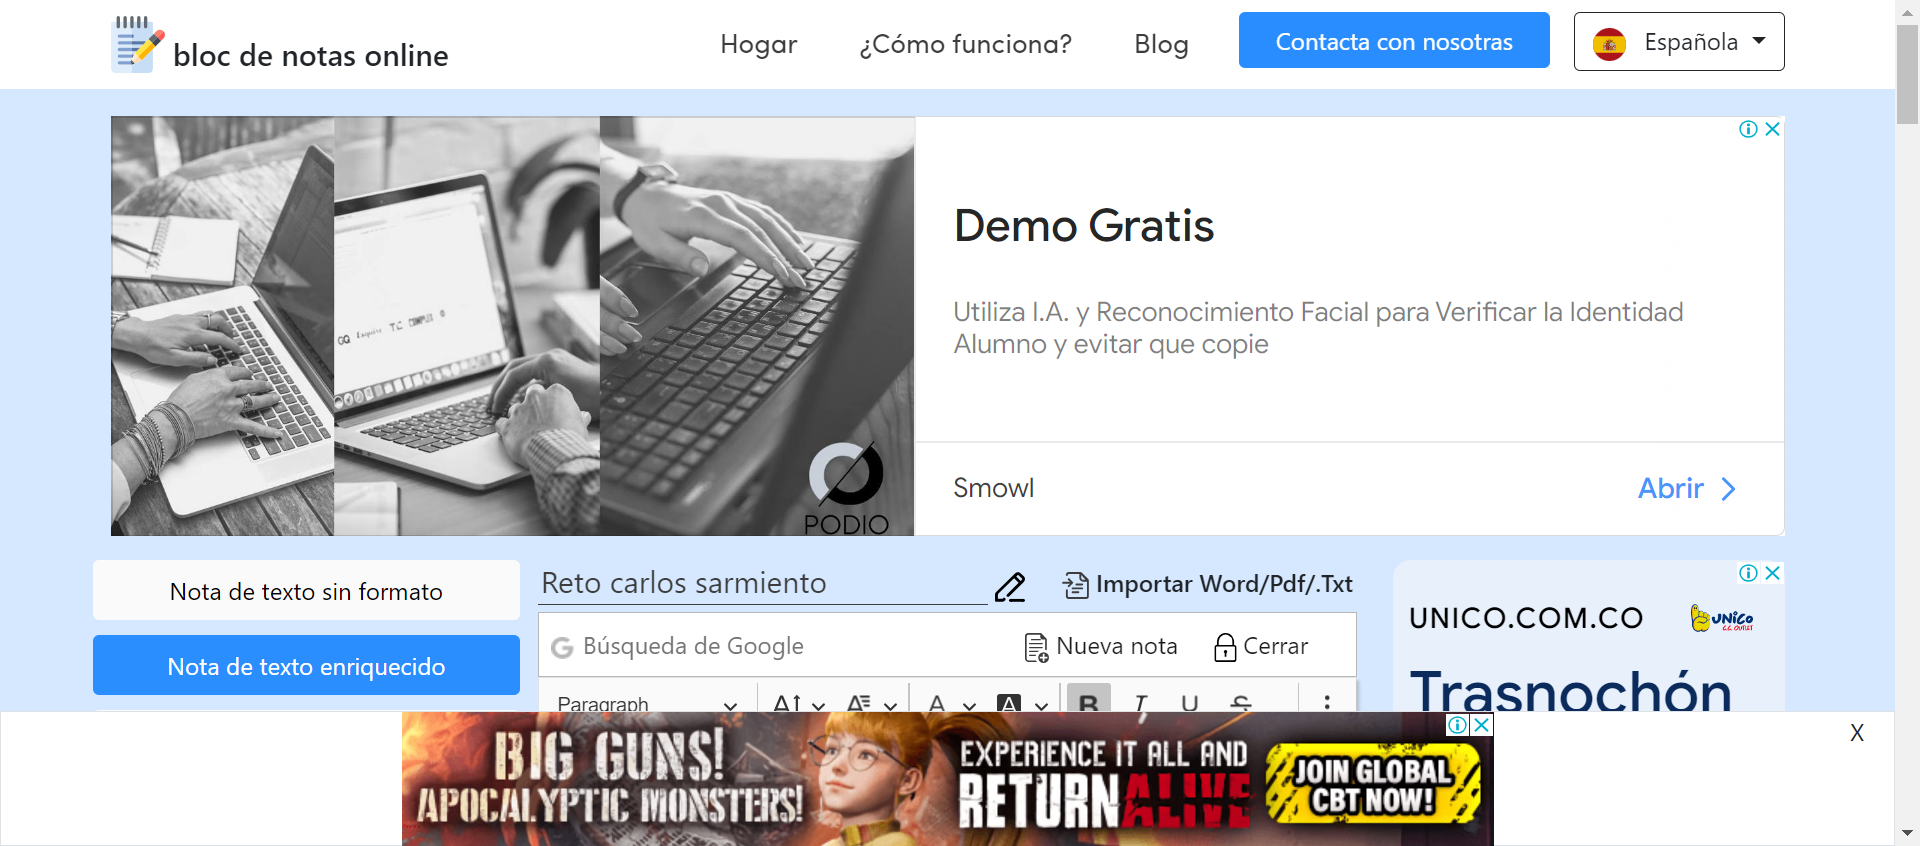 bloc de notas online
Hogar
¿Cómo funciona?
Blog
Contacta con nosotras
Española
Demo Gratis
Utiliza I.A. y Reconocimiento Facial para Verificar la Identidad
Alumno y evitar que copie
PODIO
Smowl
Abrir
Nota de texto sin formato
Nota de texto enriquecido
Reto carlos sarmiento
Importar Word/Pdf/.Txt
G Búsqueda de Google
Nueva nota
Cerrar
Paragraph
A A A A B I U S
UNICO.COM.CO
UNiCO
C.C. OUTLET
Trasnochón
BIG GUNS!
APOCALYPTIC MONSTERS!
EXPERIENCE IT ALL AND
RETURN ALIVE
JOIN GLOBAL
CBT NOW!
X